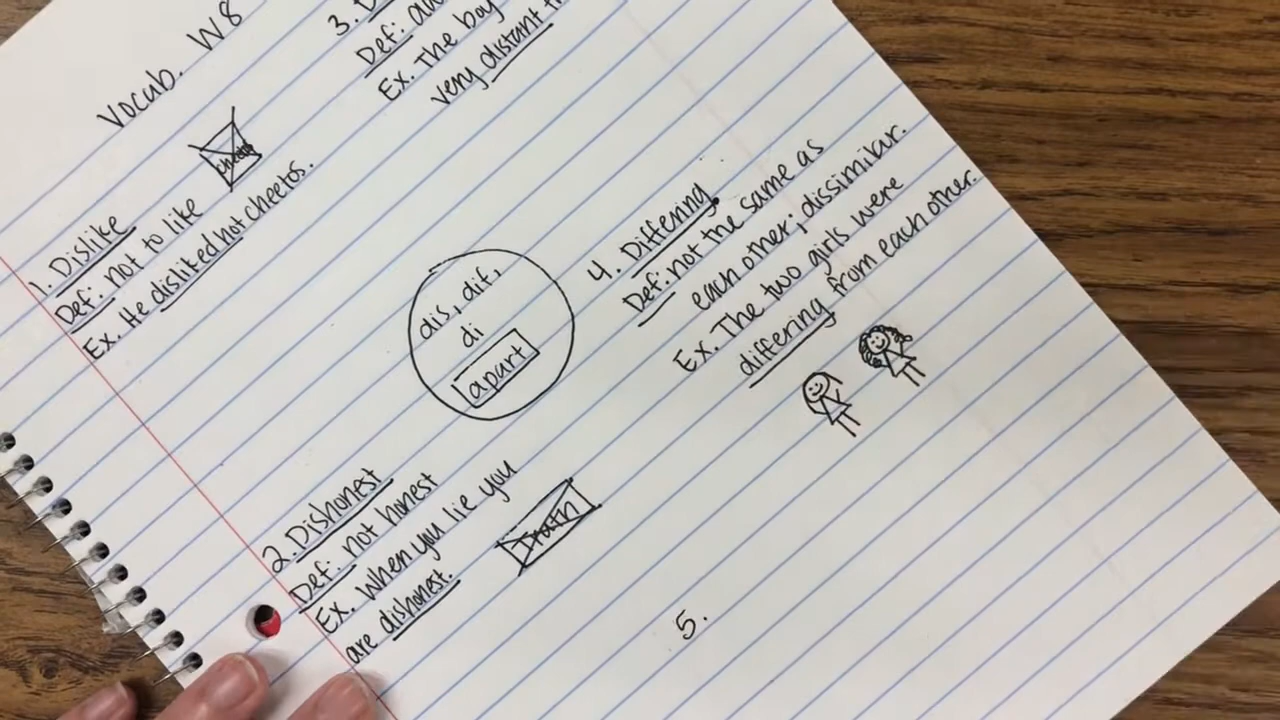 Vocab. W8
1. Dislike
Def: not to like
Ex. He disliked hot cheetos.
2. Dishonest
Def: not honest
Ex. When you lie you
are dishonest.
Truth
3.
Def:
Ex. The boy
very distant
dis, dif,
di
apart
4. Differing
Def: not the same as
each other; dissimilar.
Ex. The two girls were
differing from each other.
5.